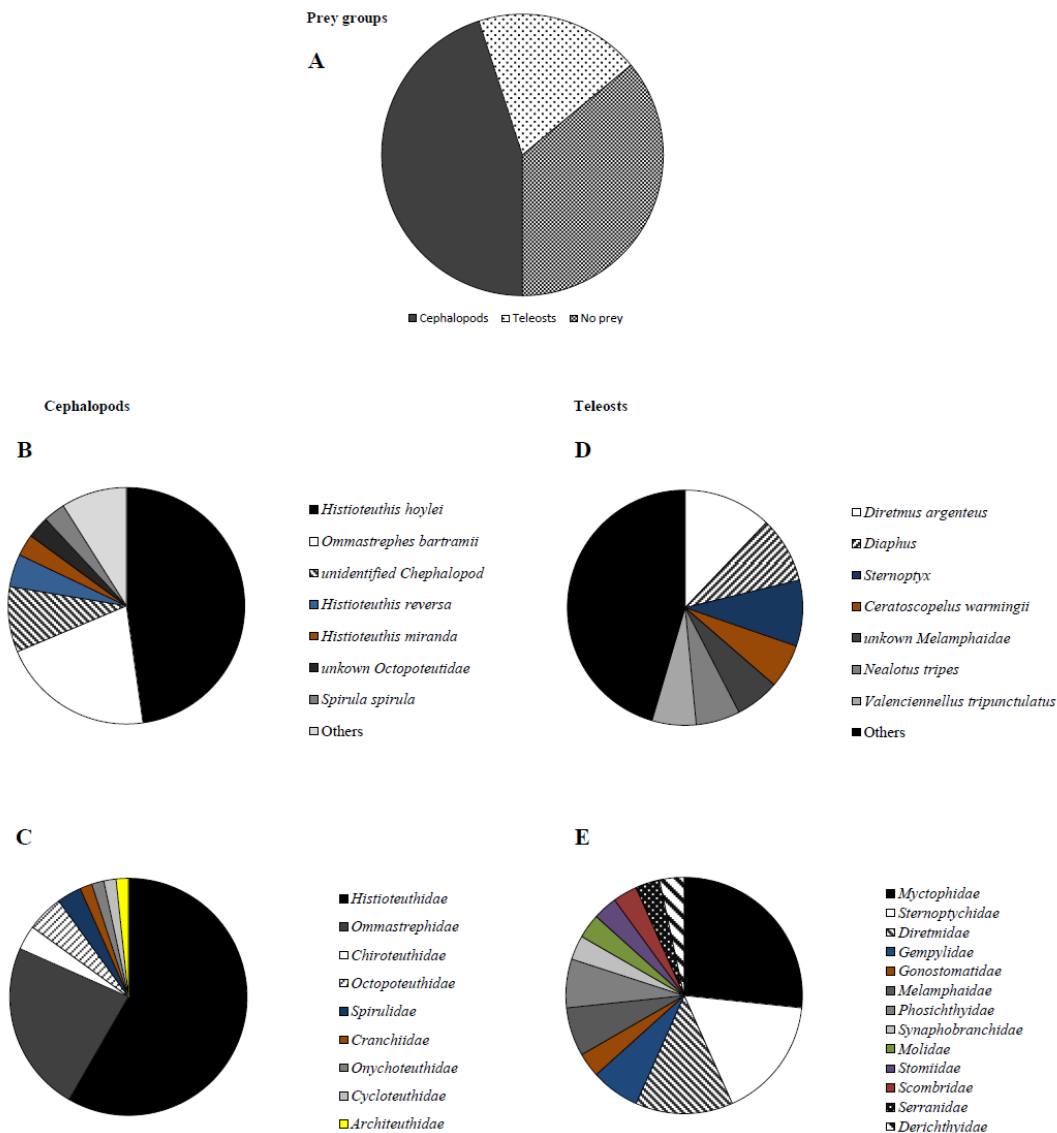 Prey groups
A
Cephalopods Teleosts No prey
Cephalopods
B
Histioteuthis hoylei
Ommastrephes bartramii
unidentified Chephalopod
Histioteuthis reversa
Histioteuthis miranda
unkown Octopoteutidae
Spirula spirula
Others
Teleosts
D
Diretmus argenteus
Diaphus
Sternoptyx
Ceratoscopelus warmingii
unkown Melamphaidae
Nealotus tripes
Valenciennellus tripunctulatus
Others
C
Histioteuthidae
Ommastrephidae
Chiroteuthidae
Octopoteuthidae
Spirulidae
Cranchiidae
Onychoteuthidae
Cycloteuthidae
Architeuthidae
E
Myctophidae
Sternoptychidae
Diretmidae
Gempylidae
Gonostomatidae
Melamphaidae
Phosichthyidae
Synaphobranchidae
Molidae
Stomiidae
Scombridae
Serranidae
Derichthyidae